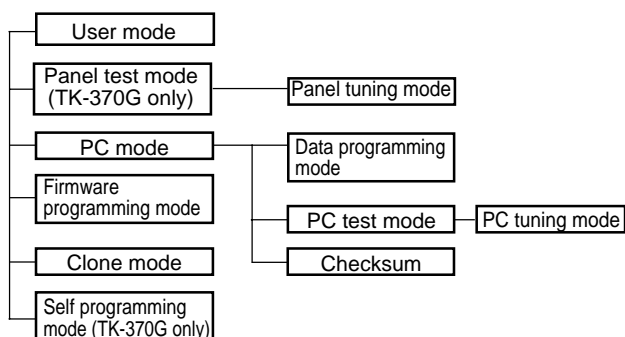 User mode
Panel test mode
(TK-370G only)
Panel tuning mode
PC mode
Data programming
mode
Firmware
programming mode
PC test mode
PC tuning mode
Clone mode
Checksum
Self programming
mode (TK-370G only)